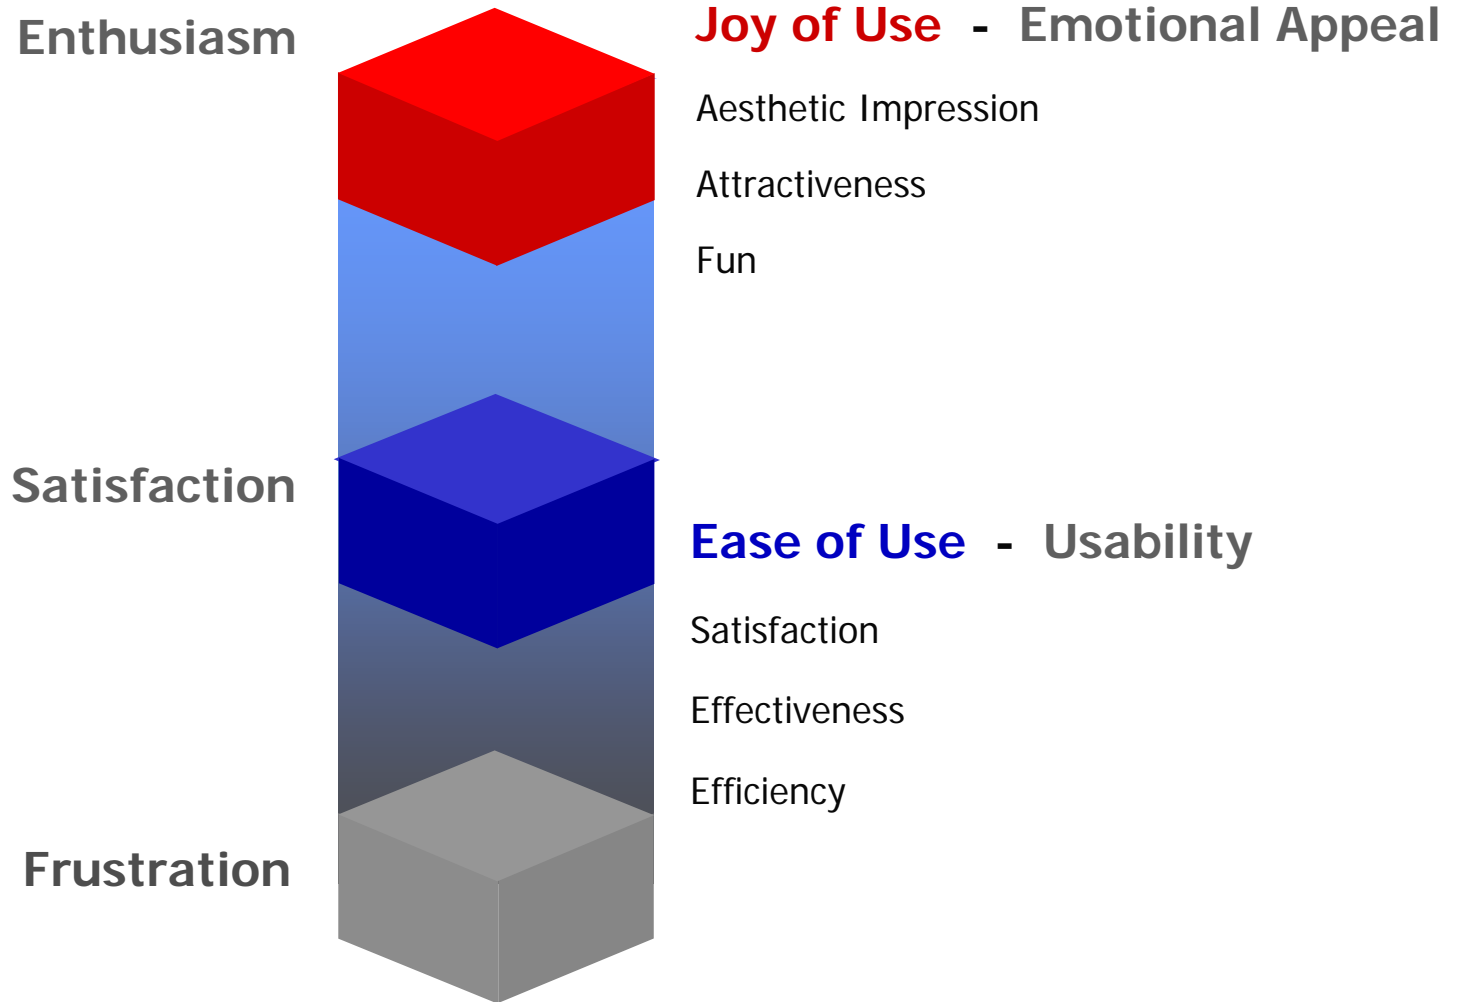 Enthusiasm
Joy of Use - Emotional Appeal
Aesthetic Impression
Attractiveness
Fun
Satisfaction
Ease of Use - Usability
Satisfaction
Effectiveness
Efficiency
Frustration